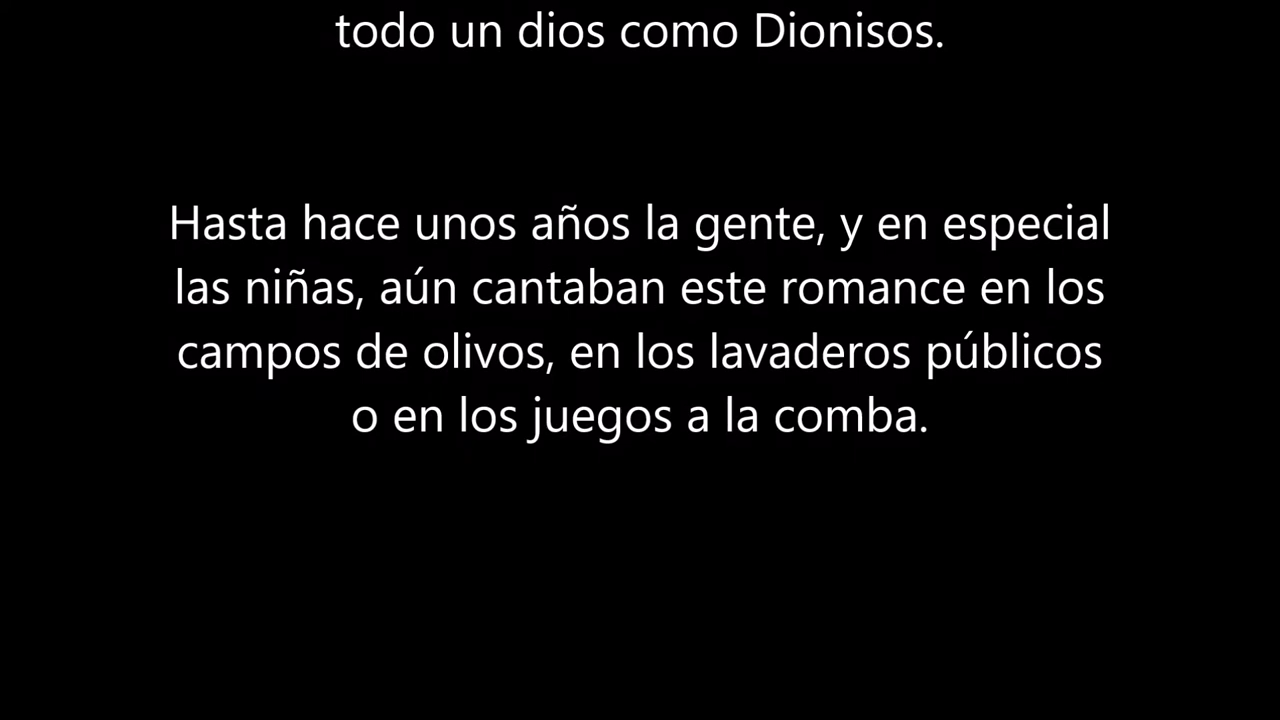 todo un dios como Dionisos.
Hasta hace unos años la gente, y en especial
las niñas, aún cantaban este romance en los
campos de olivos, en los lavaderos públicos
o en los juegos a la comba.